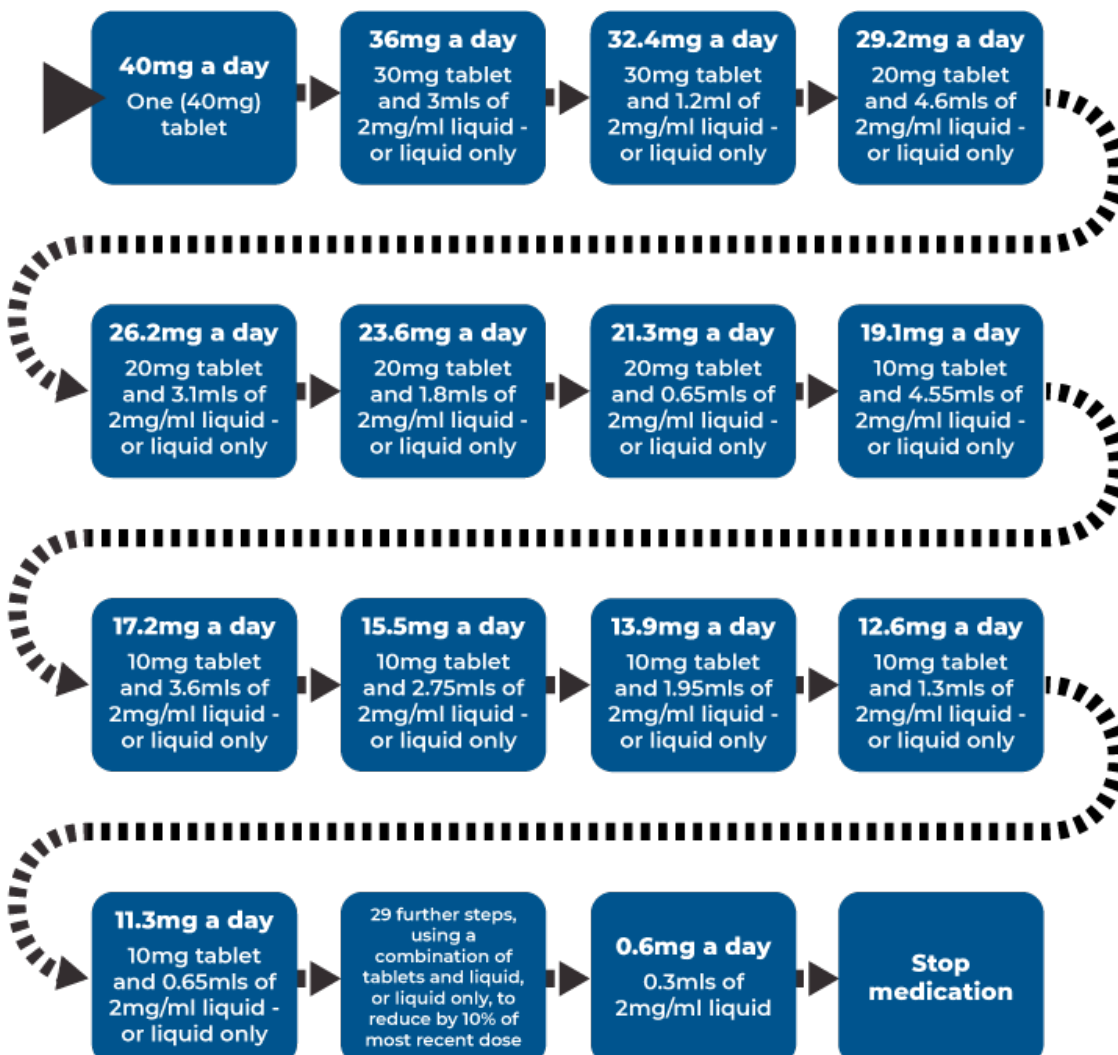 40mg a day
One (40mg)
tablet
36mg a day
30mg tablet
and 3mls of
2mg/ml liquid -
or liquid only
32.4mg a day
30mg tablet
and 1.2ml of
2mg/ml liquid -
or liquid only
29.2mg a day
20mg tablet
and 4.6mls of
2mg/ml liquid -
or liquid only
26.2mg a day
20mg tablet
and 3.1mls of
2mg/ml liquid -
or liquid only
23.6mg a day
20mg tablet
and 1.8mls of
2mg/ml liquid -
or liquid only
21.3mg a day
20mg tablet
and 0.65mls of
2mg/ml liquid -
or liquid only
19.1mg a day
10mg tablet
and 4.55mls of
2mg/ml liquid -
or liquid only
17.2mg a day
10mg tablet
and 3.6mls of
2mg/ml liquid -
or liquid only
15.5mg a day
10mg tablet
and 2.75mls of
2mg/ml liquid -
or liquid only
13.9mg a day
10mg tablet
and 1.95mls of
2mg/ml liquid -
or liquid only
12.6mg a day
10mg tablet
and 1.3mls of
2mg/ml liquid -
or liquid only
11.3mg a day
10mg tablet
and 0.65mls of
2mg/ml liquid -
or liquid only
29 further steps,
using a
combination of
tablets and liquid,
or liquid only, to
reduce by 10% of
most recent dose
0.6mg a day
0.3mls of
2mg/ml liquid
Stop
medication